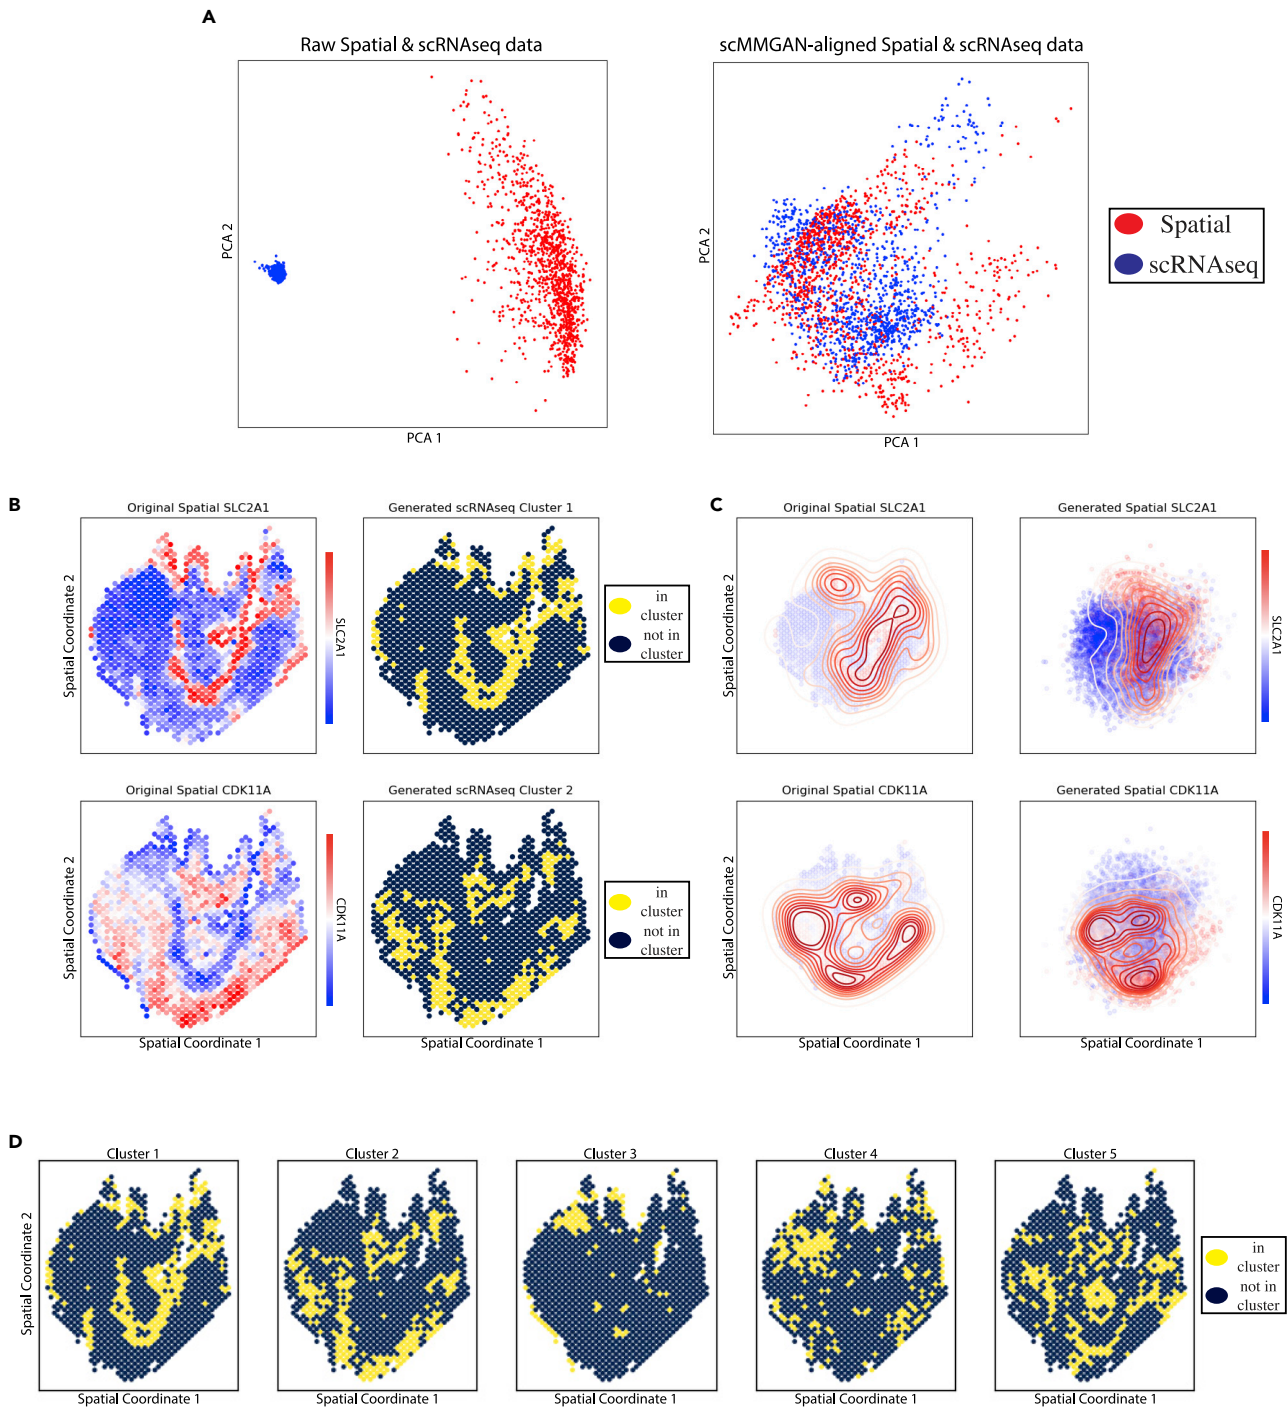 A
Raw Spatial & scRNAseq data
scMMGAN-aligned Spatial & scRNAseq data
PCA 2
PCA 1
PCA 2
PCA 1
Spatial
scRNAseq
B
Original Spatial SLC2A1
Generated scRNAseq Cluster 1
Spatial Coordinate 2
SLC2A1
in
cluster
not in
cluster
Original Spatial CDK11A
Generated scRNAseq Cluster 2
Spatial Coordinate 2
CDK11A
in
cluster
not in
cluster
Spatial Coordinate 1
Spatial Coordinate 1
C
Original Spatial SLC2A1
Generated Spatial SLC2A1
Spatial Coordinate 2
SLC2A1
Original Spatial CDK11A
Generated Spatial CDK11A
Spatial Coordinate 2
CDK11A
Spatial Coordinate 1
Spatial Coordinate 1
D
Cluster 1
Cluster 2
Cluster 3
Cluster 4
Cluster 5
Spatial Coordinate 2
in
cluster
not in
cluster
Spatial Coordinate 1
Spatial Coordinate 1
Spatial Coordinate 1
Spatial Coordinate 1
Spatial Coordinate 1